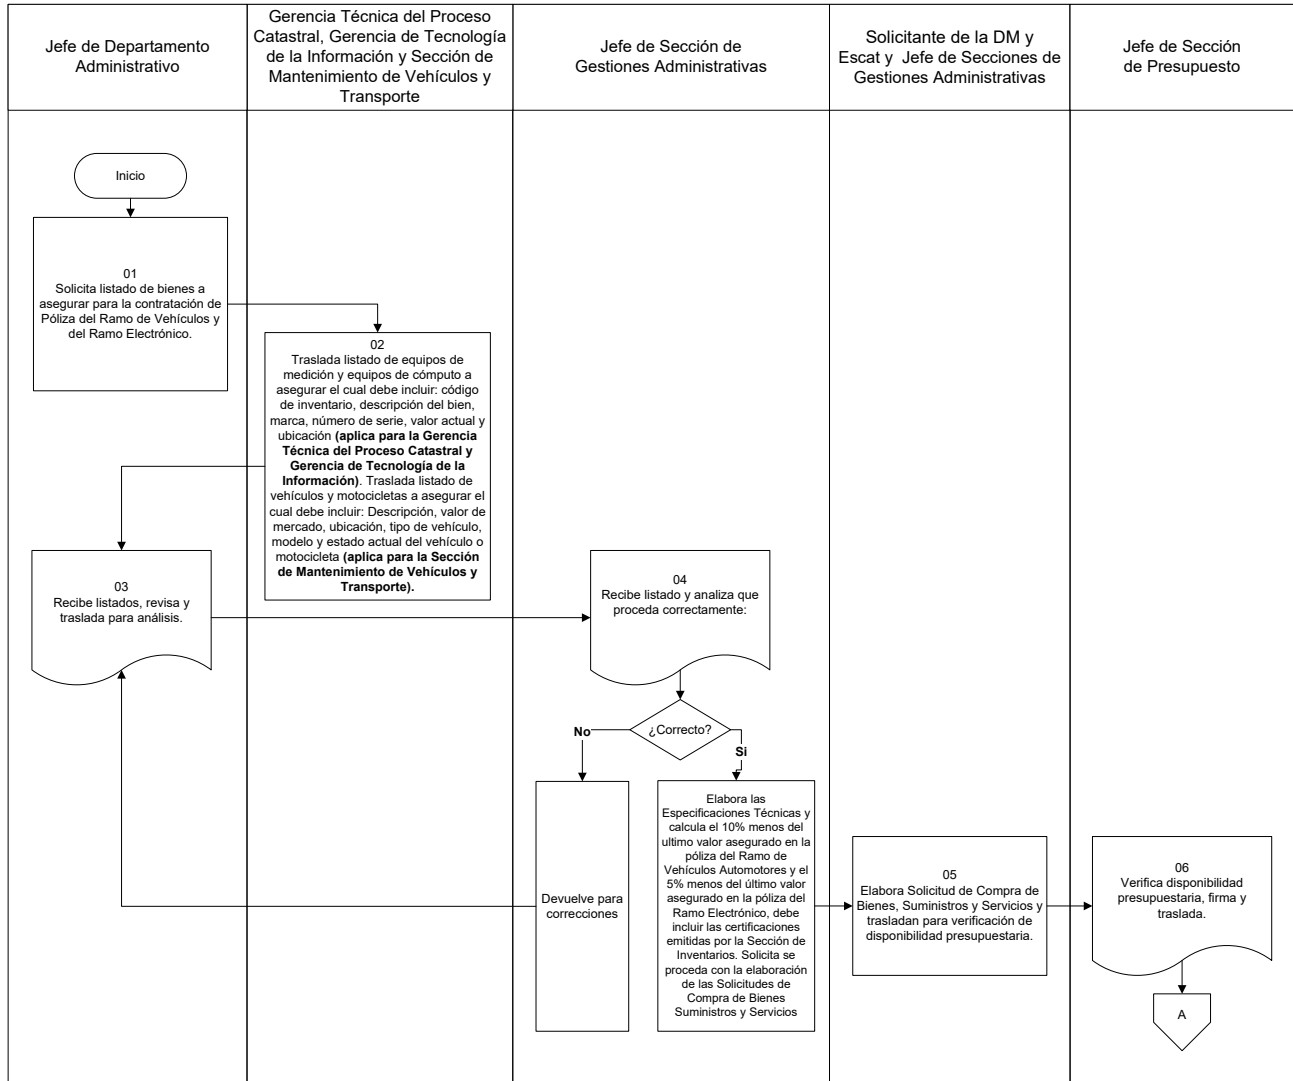 Jefe de Departamento
Administrativo
Gerencia Técnica del Proceso
Catastral, Gerencia de Tecnología
de la Información y Sección de
Mantenimiento de Vehículos y
Transporte
Jefe de Sección de
Gestiones Administrativas
Solicitante de la DM y
Escat y  Jefe de Secciones de
Gestiones Administrativas
Jefe de Sección
de Presupuesto
Inicio
01
Solicita listado de bienes a
asegurar para la contratación de
Póliza del Ramo de Vehículos y
del Ramo Electrónico.
02
Traslada listado de equipos de
medición y equipos de cómputo a
asegurar el cual debe incluir: código
de inventario, descripción del bien,
marca, número de serie, valor actual y
ubicación (aplica para la Gerencia
Técnica del Proceso Catastral y
Gerencia de Tecnología de la
Información). Traslada listado de
vehículos y motocicletas a asegurar el
cual debe incluir: Descripción, valor de
mercado, ubicación, tipo de vehículo,
modelo y estado actual del vehículo o
motocicleta (aplica para la Sección
de Mantenimiento de Vehículos y
Transporte).
03
Recibe listados, revisa y
traslada para análisis.
04
Recibe listado y analiza que
proceda correctamente:
¿Correcto?
No
Si
Devuelve para
correcciones
Elabora las
Especificaciones Técnicas y
calcula el 10% menos del
ultimo valor asegurado en la
póliza del Ramo de
Vehículos Automotores y el
5% menos del último valor
asegurado en la póliza del
Ramo Electrónico, debe
incluir las certificaciones
emitidas por la Sección de
Inventarios. Solicita se
proceda con la elaboración
de las Solicitudes de
Compra de Bienes
Suministros y Servicios
05
Elabora Solicitud de Compra de
Bienes, Suministros y Servicios y
trasladan para verificación de
disponibilidad presupuestaria.
06
Verifica disponibilidad
presupuestaria, firma y
traslada.
A